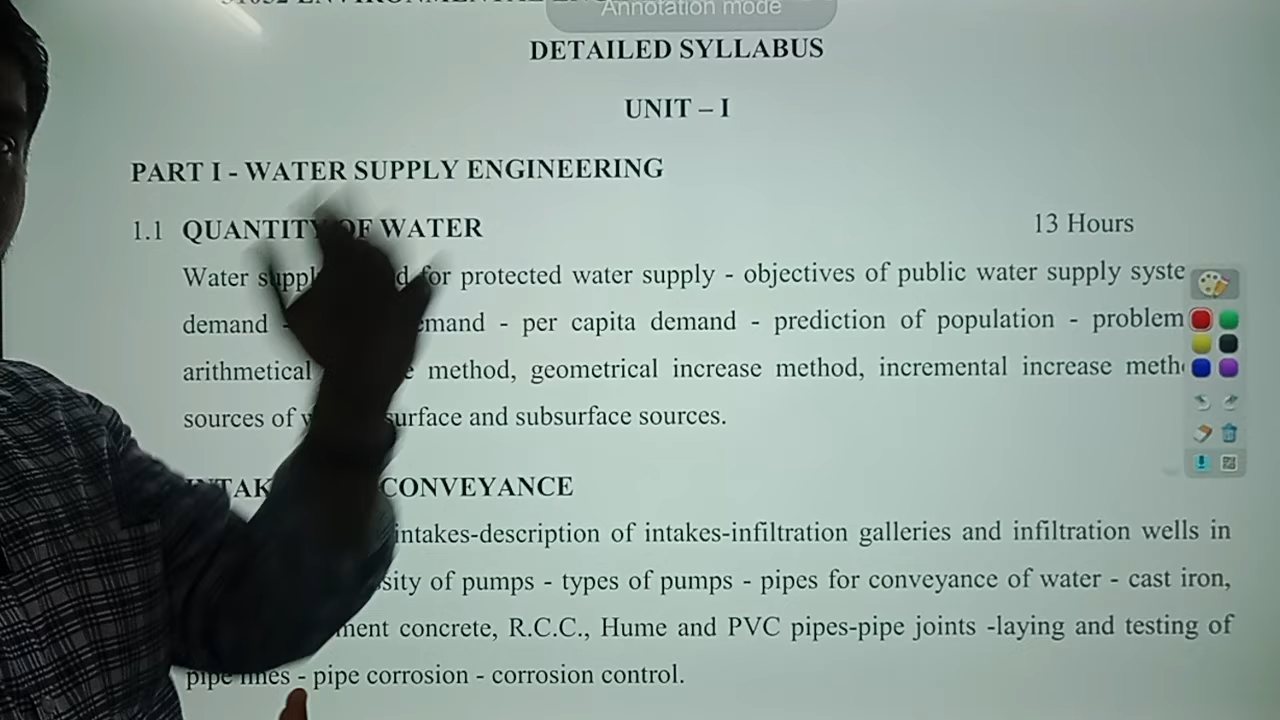 Annotation mode
DETAILED SYLLABUS
UNIT – I
PART I - WATER SUPPLY ENGINEERING
1.1 QUANTITY OF WATER 13 Hours
Water for protected water supply - objectives of public water supply syste
demand - per capita demand - prediction of population - problem
arithmetical method, geometrical increase method, incremental increase meth
sources of surface and subsurface sources.
CONVEYANCE
intakes-description of intakes-infiltration galleries and infiltration wells in
of pumps - types of pumps - pipes for conveyance of water - cast iron,
concrete, R.C.C., Hume and PVC pipes-pipe joints -laying and testing of
pipe lines - pipe corrosion - corrosion control.